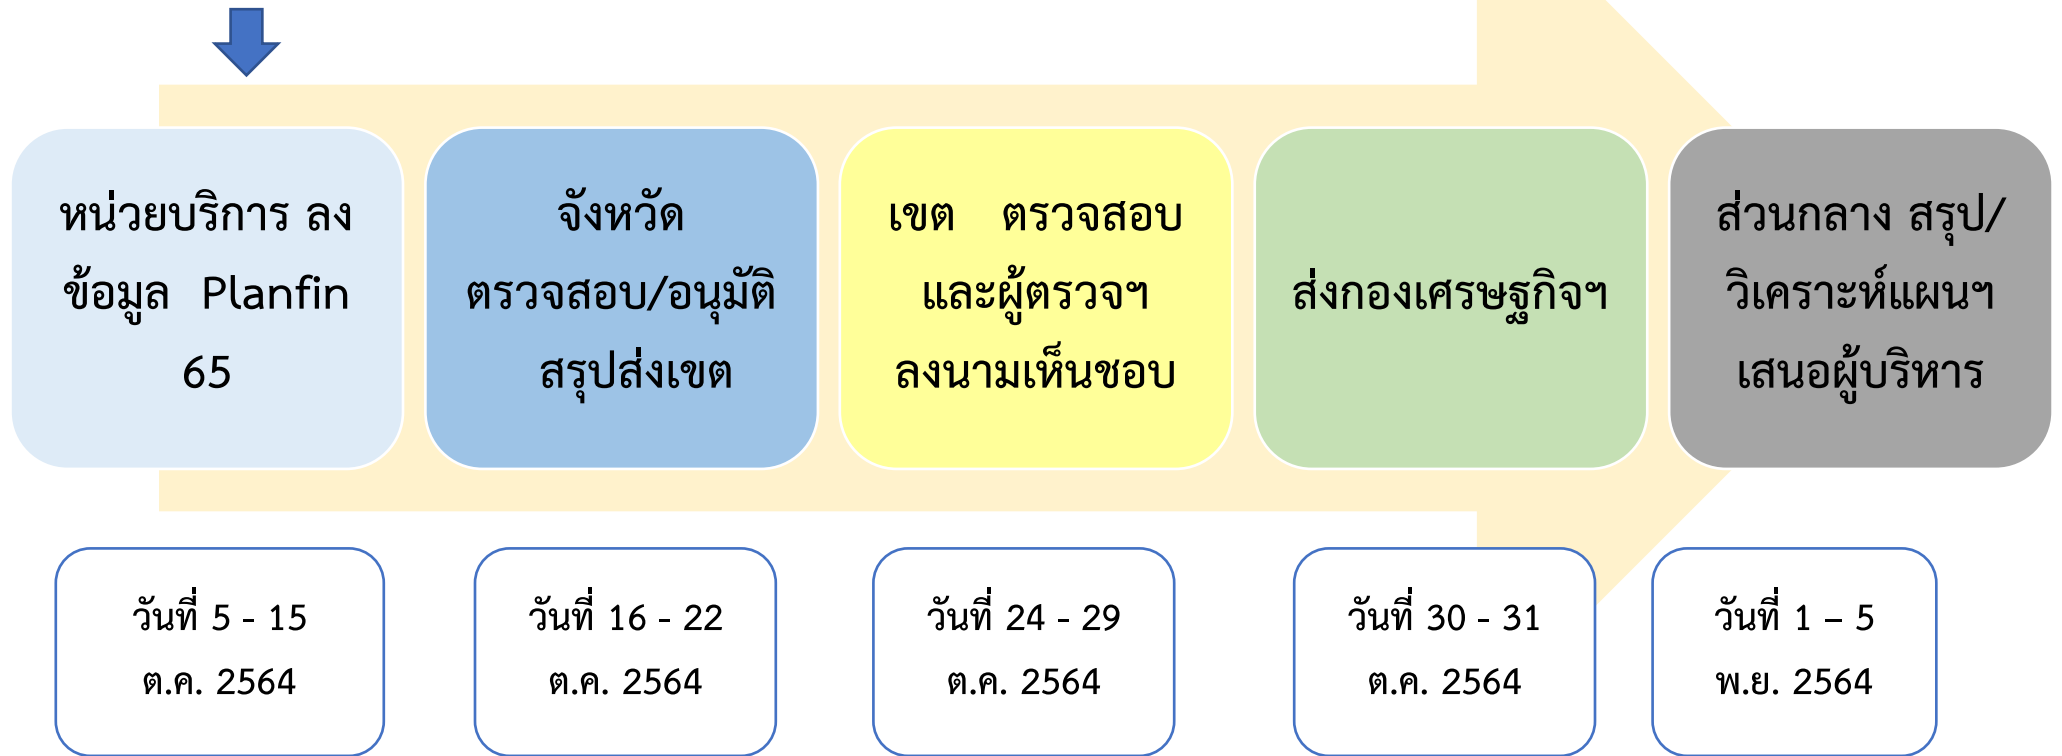 หน่วยบริการ ลง
ข้อมูล Planfin
65
จังหวัด
ตรวจสอบ/อนุมัติ
สรุปส่งเขต
เขต ตรวจสอบ
และผู้ตรวจฯ
ลงนามเห็นชอบ
ส่งกองเศรษฐกิจฯ
ส่วนกลาง สรุป/
วิเคราะห์แผนฯ
เสนอผู้บริหาร
วันที่ 5 - 15
ต.ค. 2564
วันที่ 16 - 22
ต.ค. 2564
วันที่ 24 - 29
ต.ค. 2564
วันที่ 30 - 31
ต.ค. 2564
วันที่ 1 – 5
พ.ย. 2564